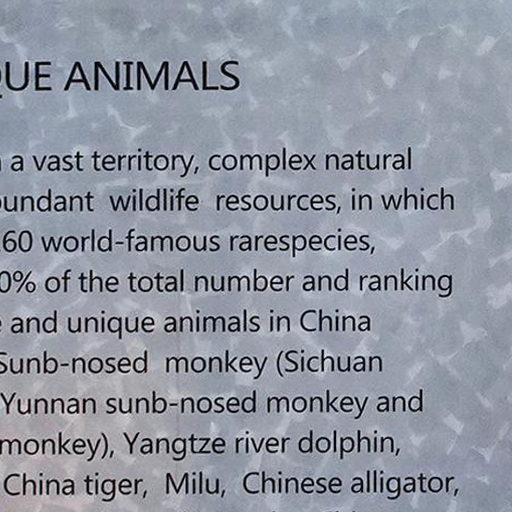 UE ANIMALS
a vast territory, complex natural
undant wildlife resources, in which
60 world-famous rarespecies,
0% of the total number and ranking
and unique animals in China
Sunb-nosed monkey (Sichuan
Yunnan sunb-nosed monkey and
monkey), Yangtze river dolphin,
China tiger, Milu, Chinese alligator,